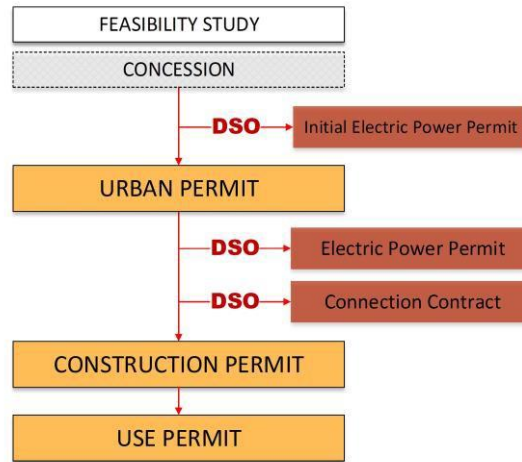 FEASIBILITY STUDY
CONCESSION
DSO
Initial Electric Power Permit
URBAN PERMIT
DSO
Electric Power Permit
DSO
Connection Contract
CONSTRUCTION PERMIT
USE PERMIT